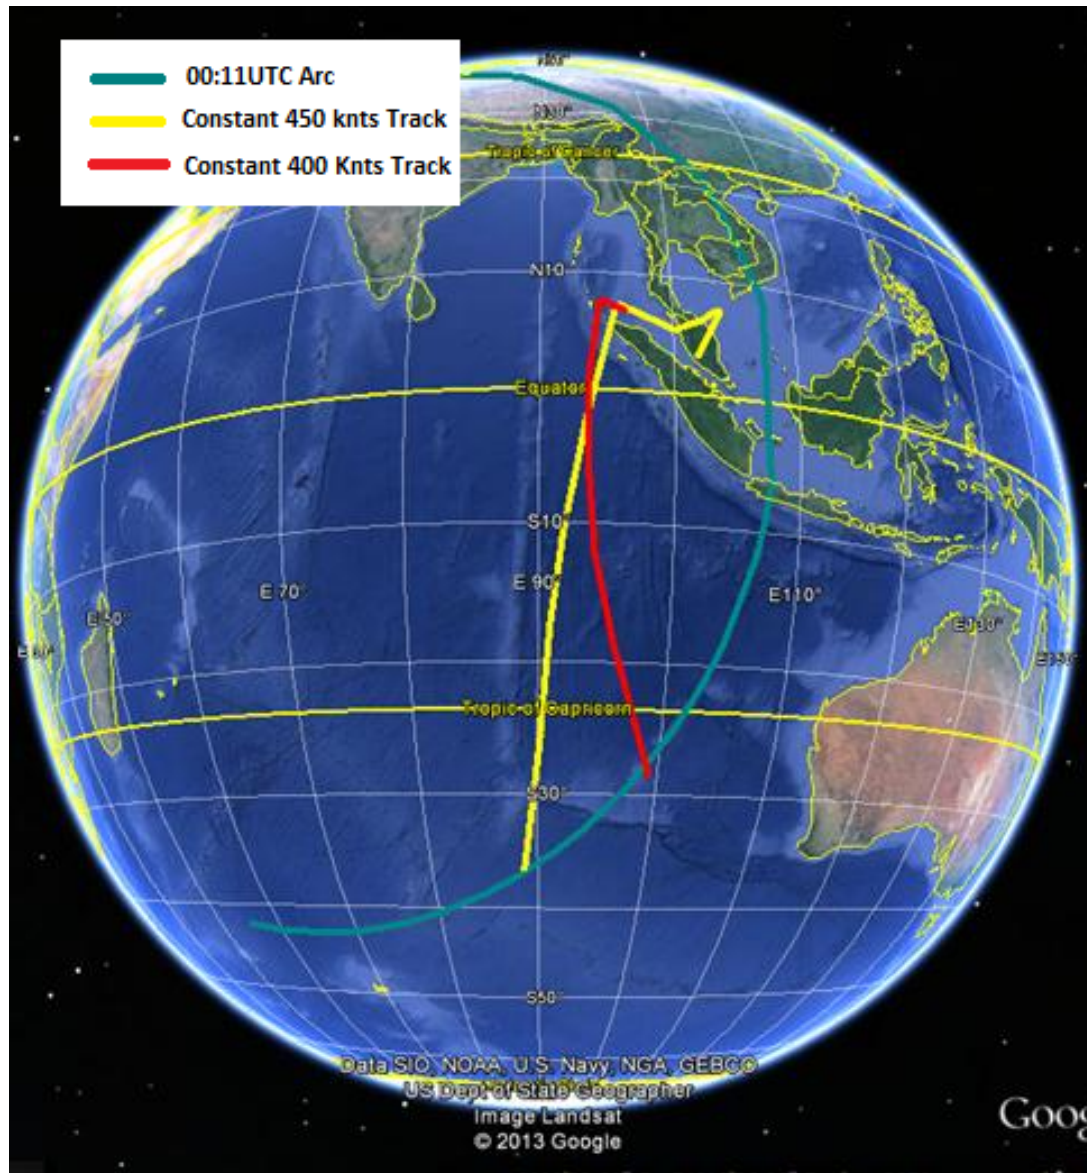 00:11UTC Arc
Constant 450 knts Track
Constant 400 Knts Track
Tropic of Cancer
N10°
Equator
S10°
E 70°
E 90°
E110°
E 50°
E130°
E150°
Tropic of Capricorn
S30°
S50°
Data SIO, NOAA, U.S. Navy, NGA, GEBCO
US Dept of State Geographer
Image Landsat
© 2013 Google
Goog